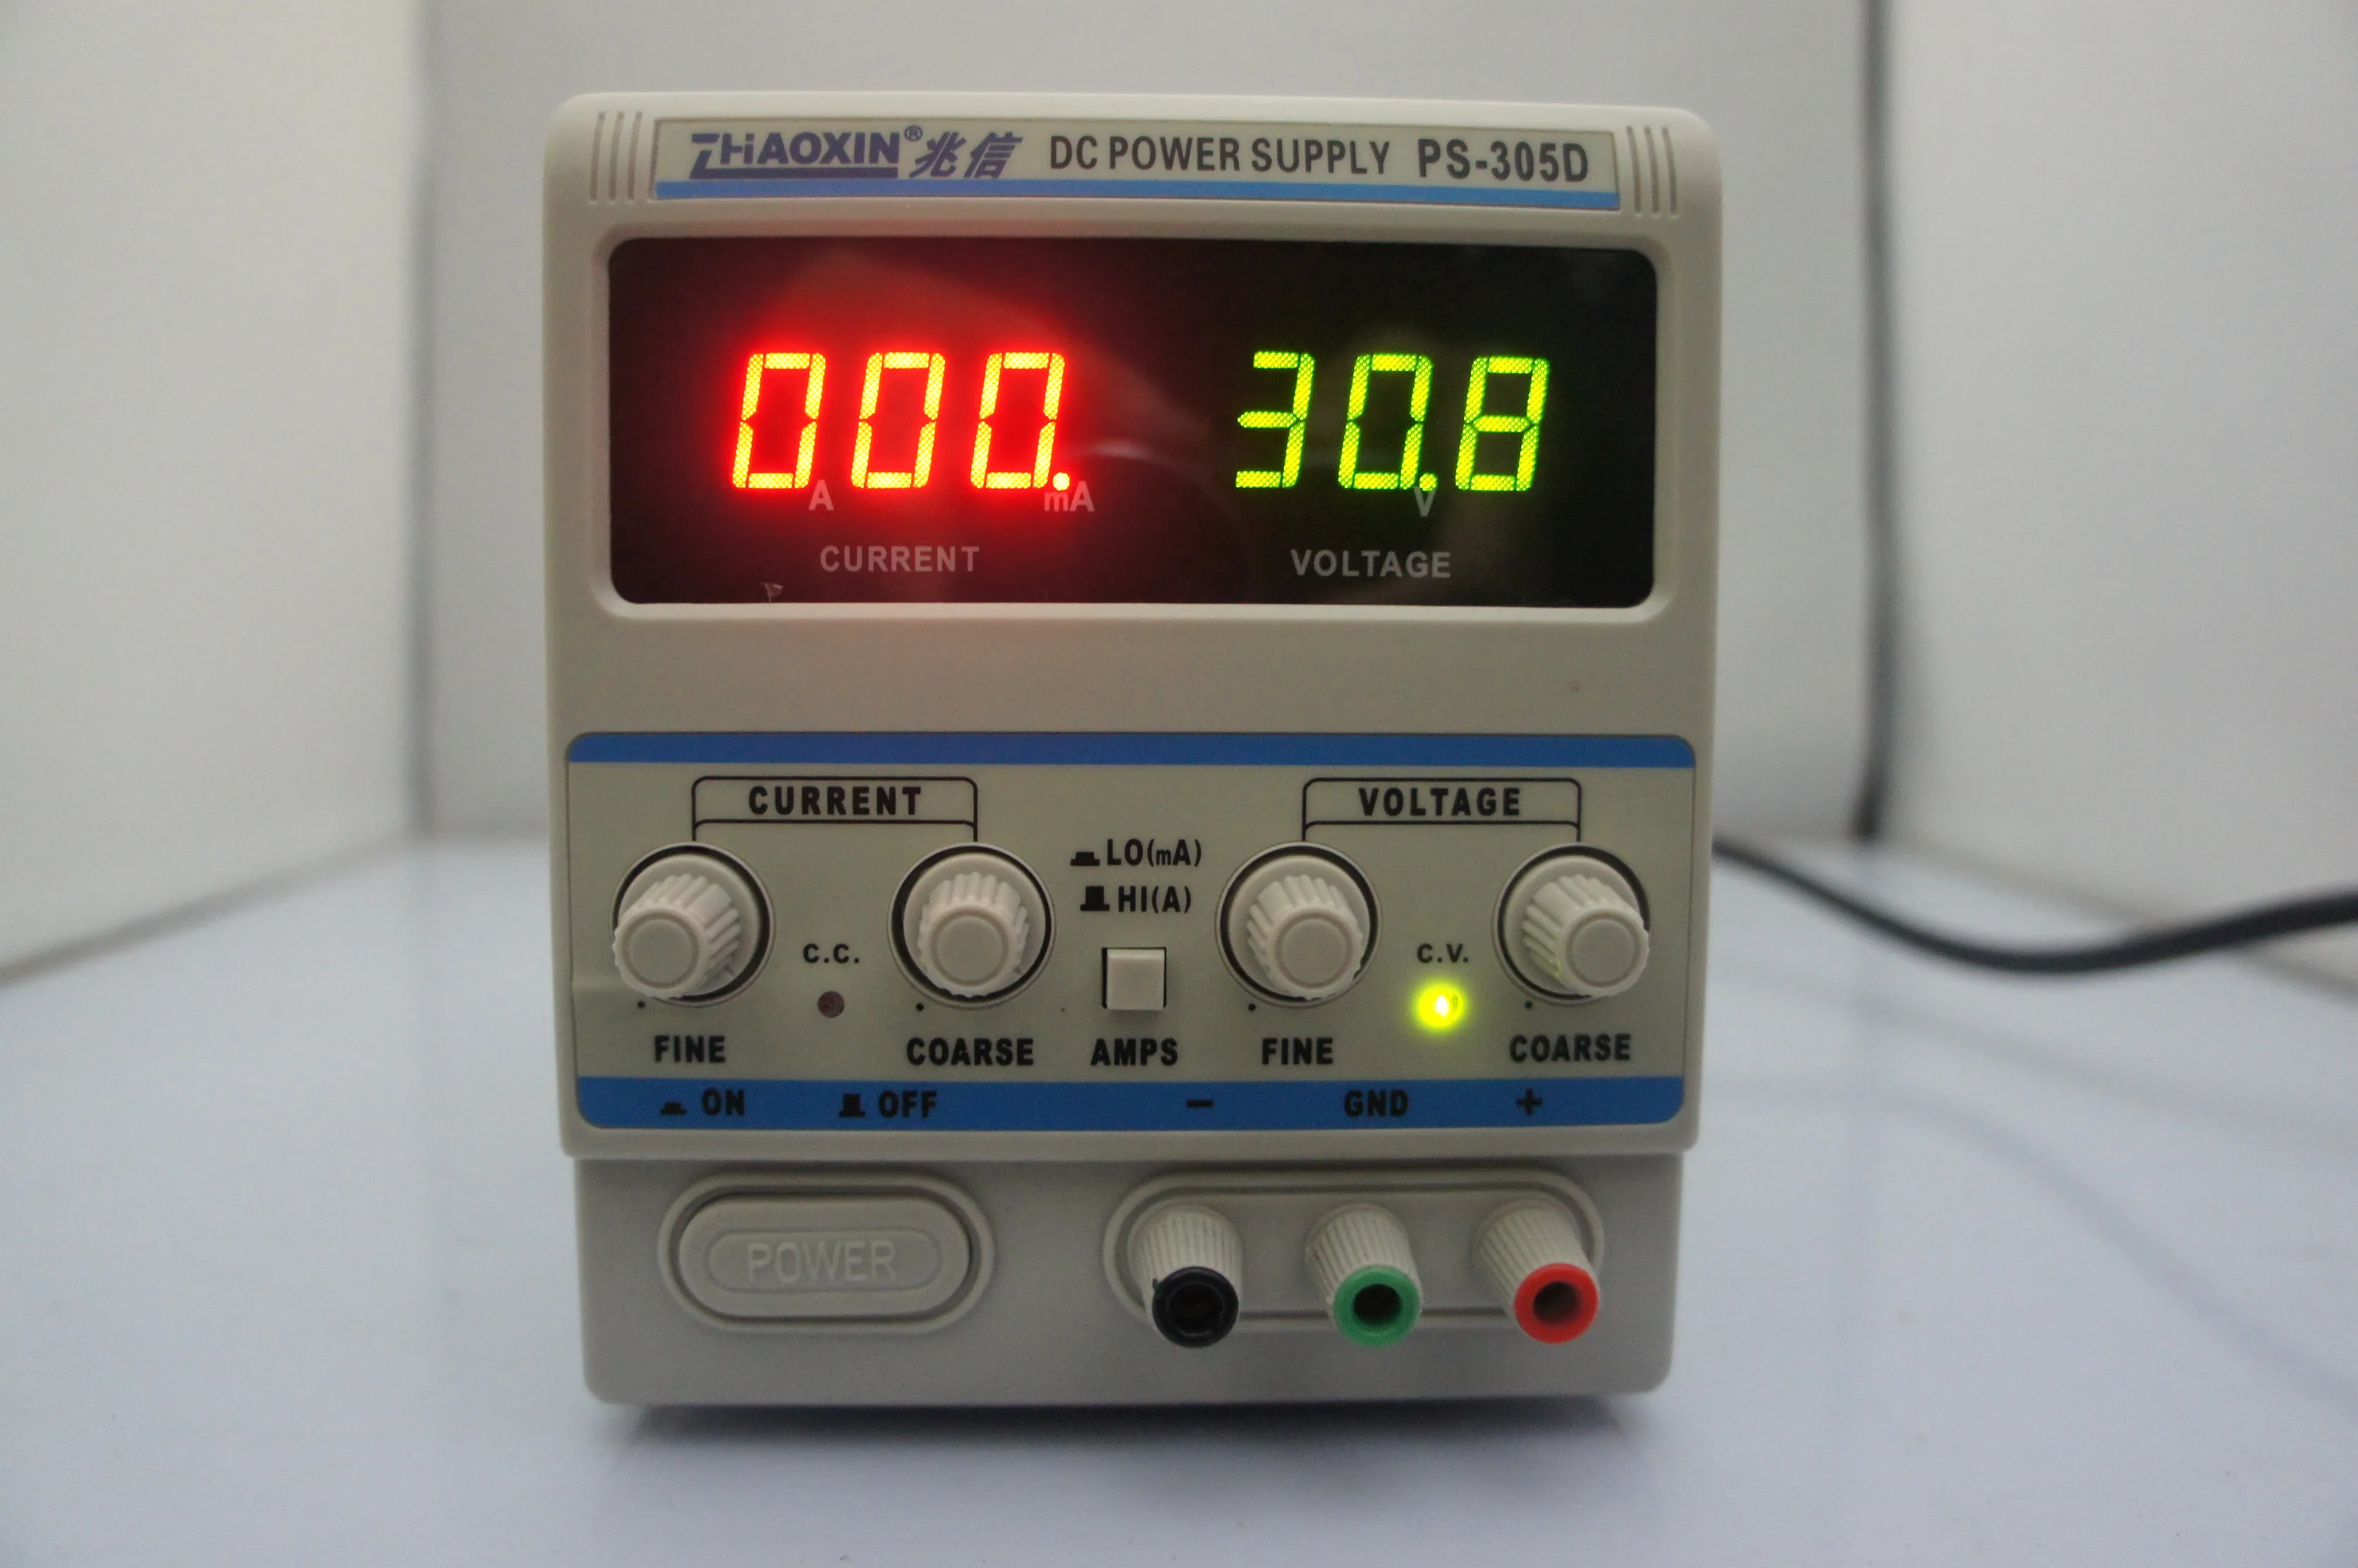 ZHAOXIN® 兆信 DC POWER SUPPLY PS-305D
000. 30.8
A mA V
CURRENT VOLTAGE
CURRENT VOLTAGE
LO(mA)
HI(A)
C.C. C.V.
FINE COARSE AMPS FINE COARSE
ON OFF − GND +
POWER